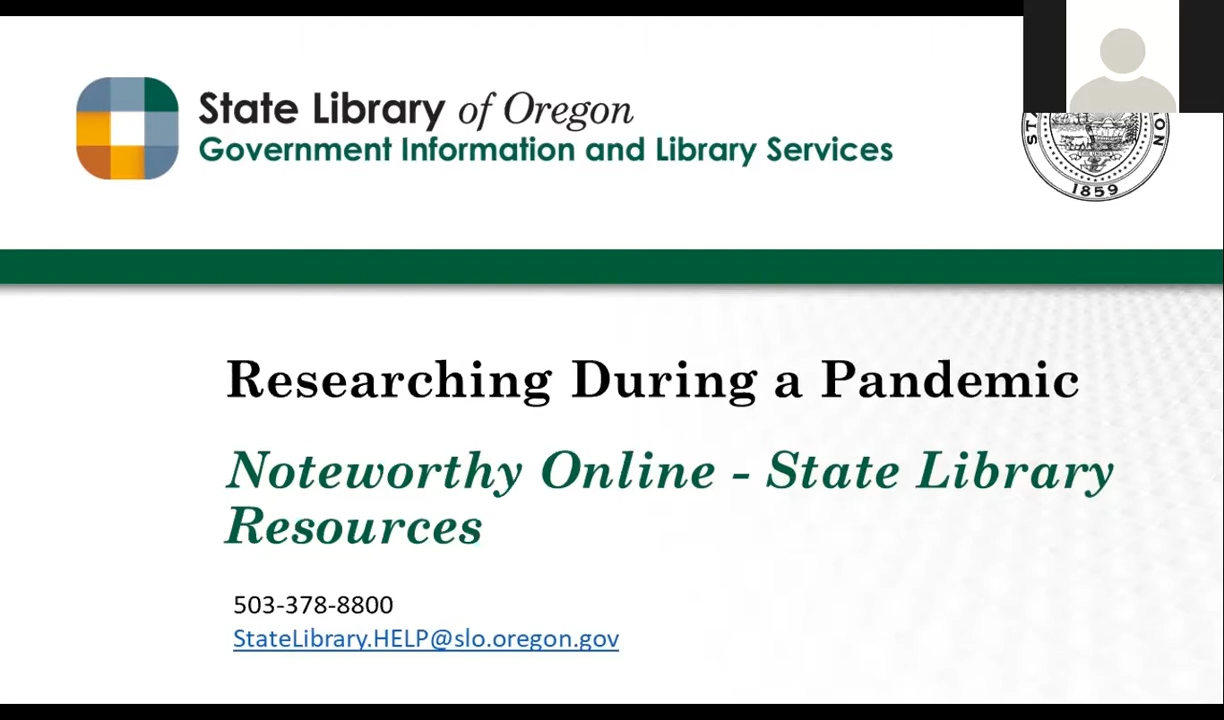 State Library of Oregon
Government Information and Library Services
1859
Researching During a Pandemic
Noteworthy Online - State Library
Resources
503-378-8800
StateLibrary.HELP@slo.oregon.gov